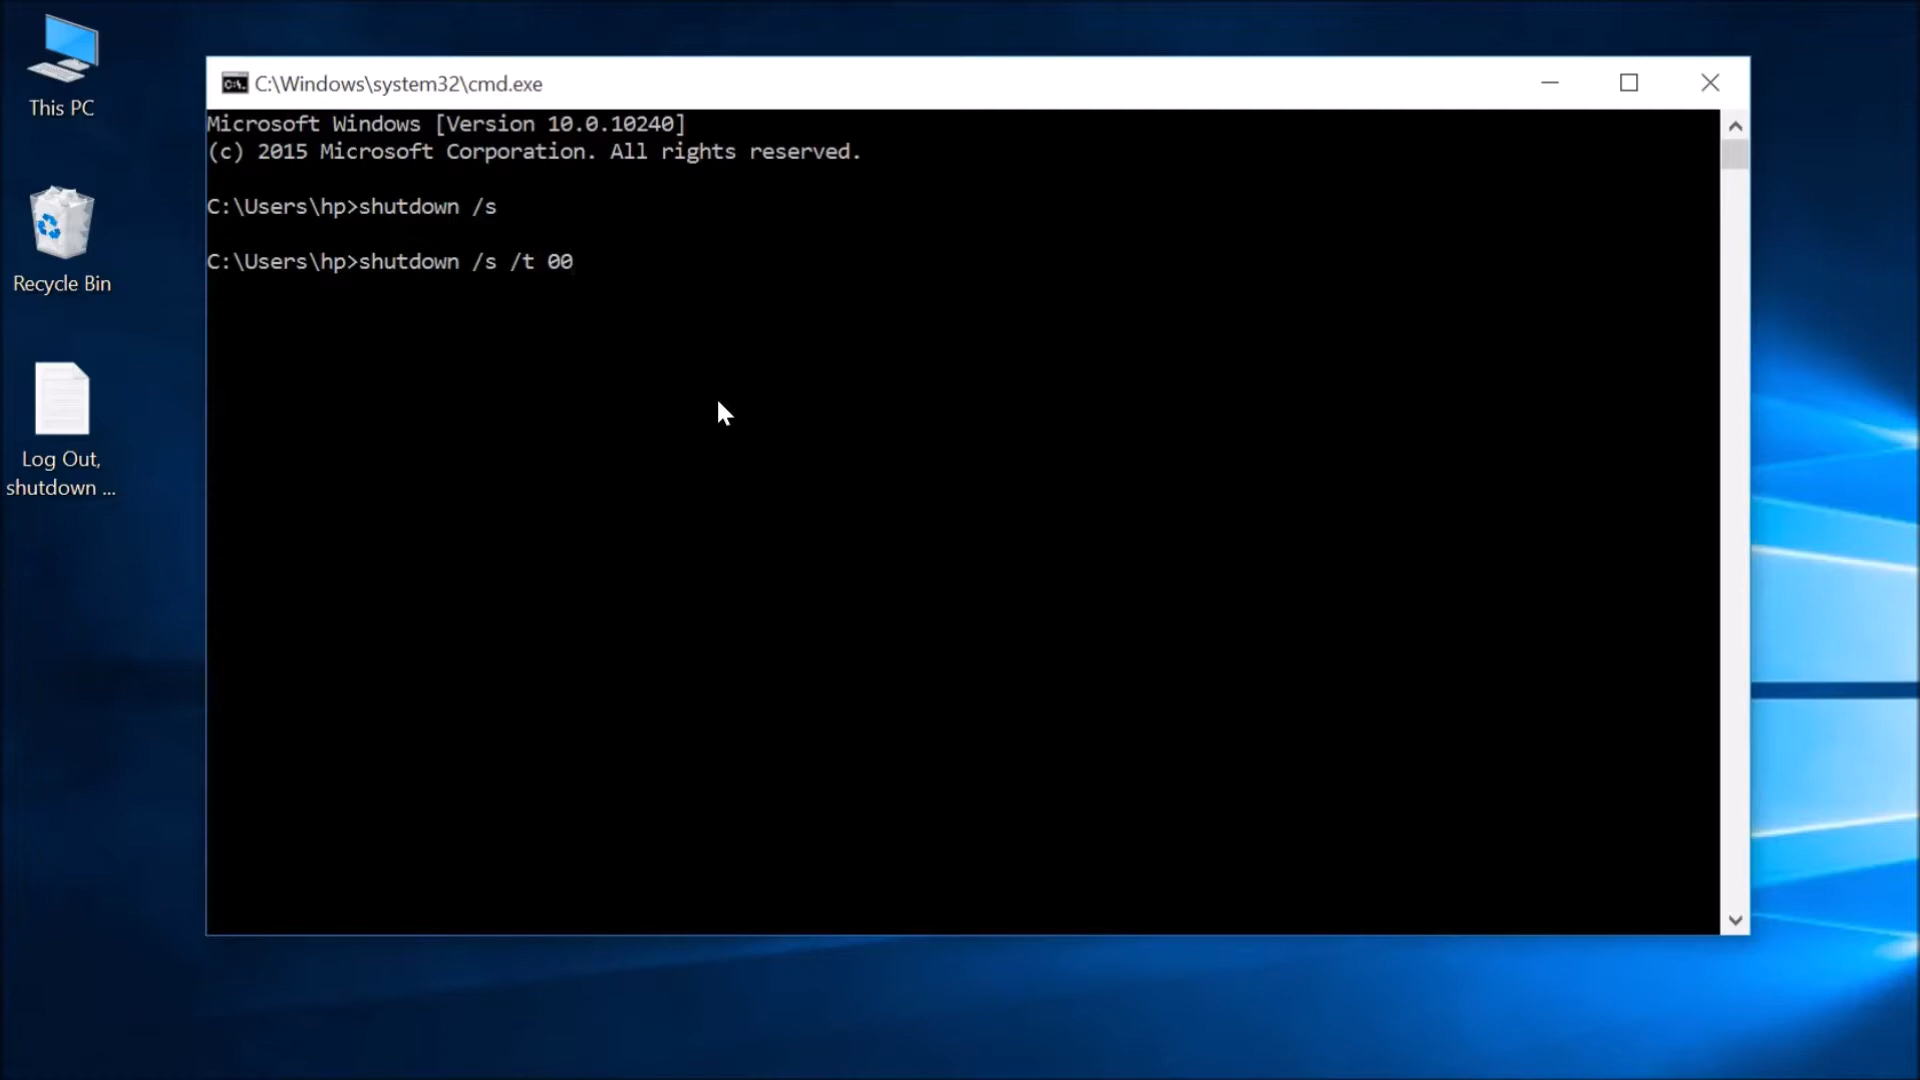 This PC
Recycle Bin
Log Out,
shutdown ...
C:\Windows\system32\cmd.exe
Microsoft Windows [Version 10.0.10240]
(c) 2015 Microsoft Corporation. All rights reserved.
C:\Users\hp>shutdown /s
C:\Users\hp>shutdown /s /t 00